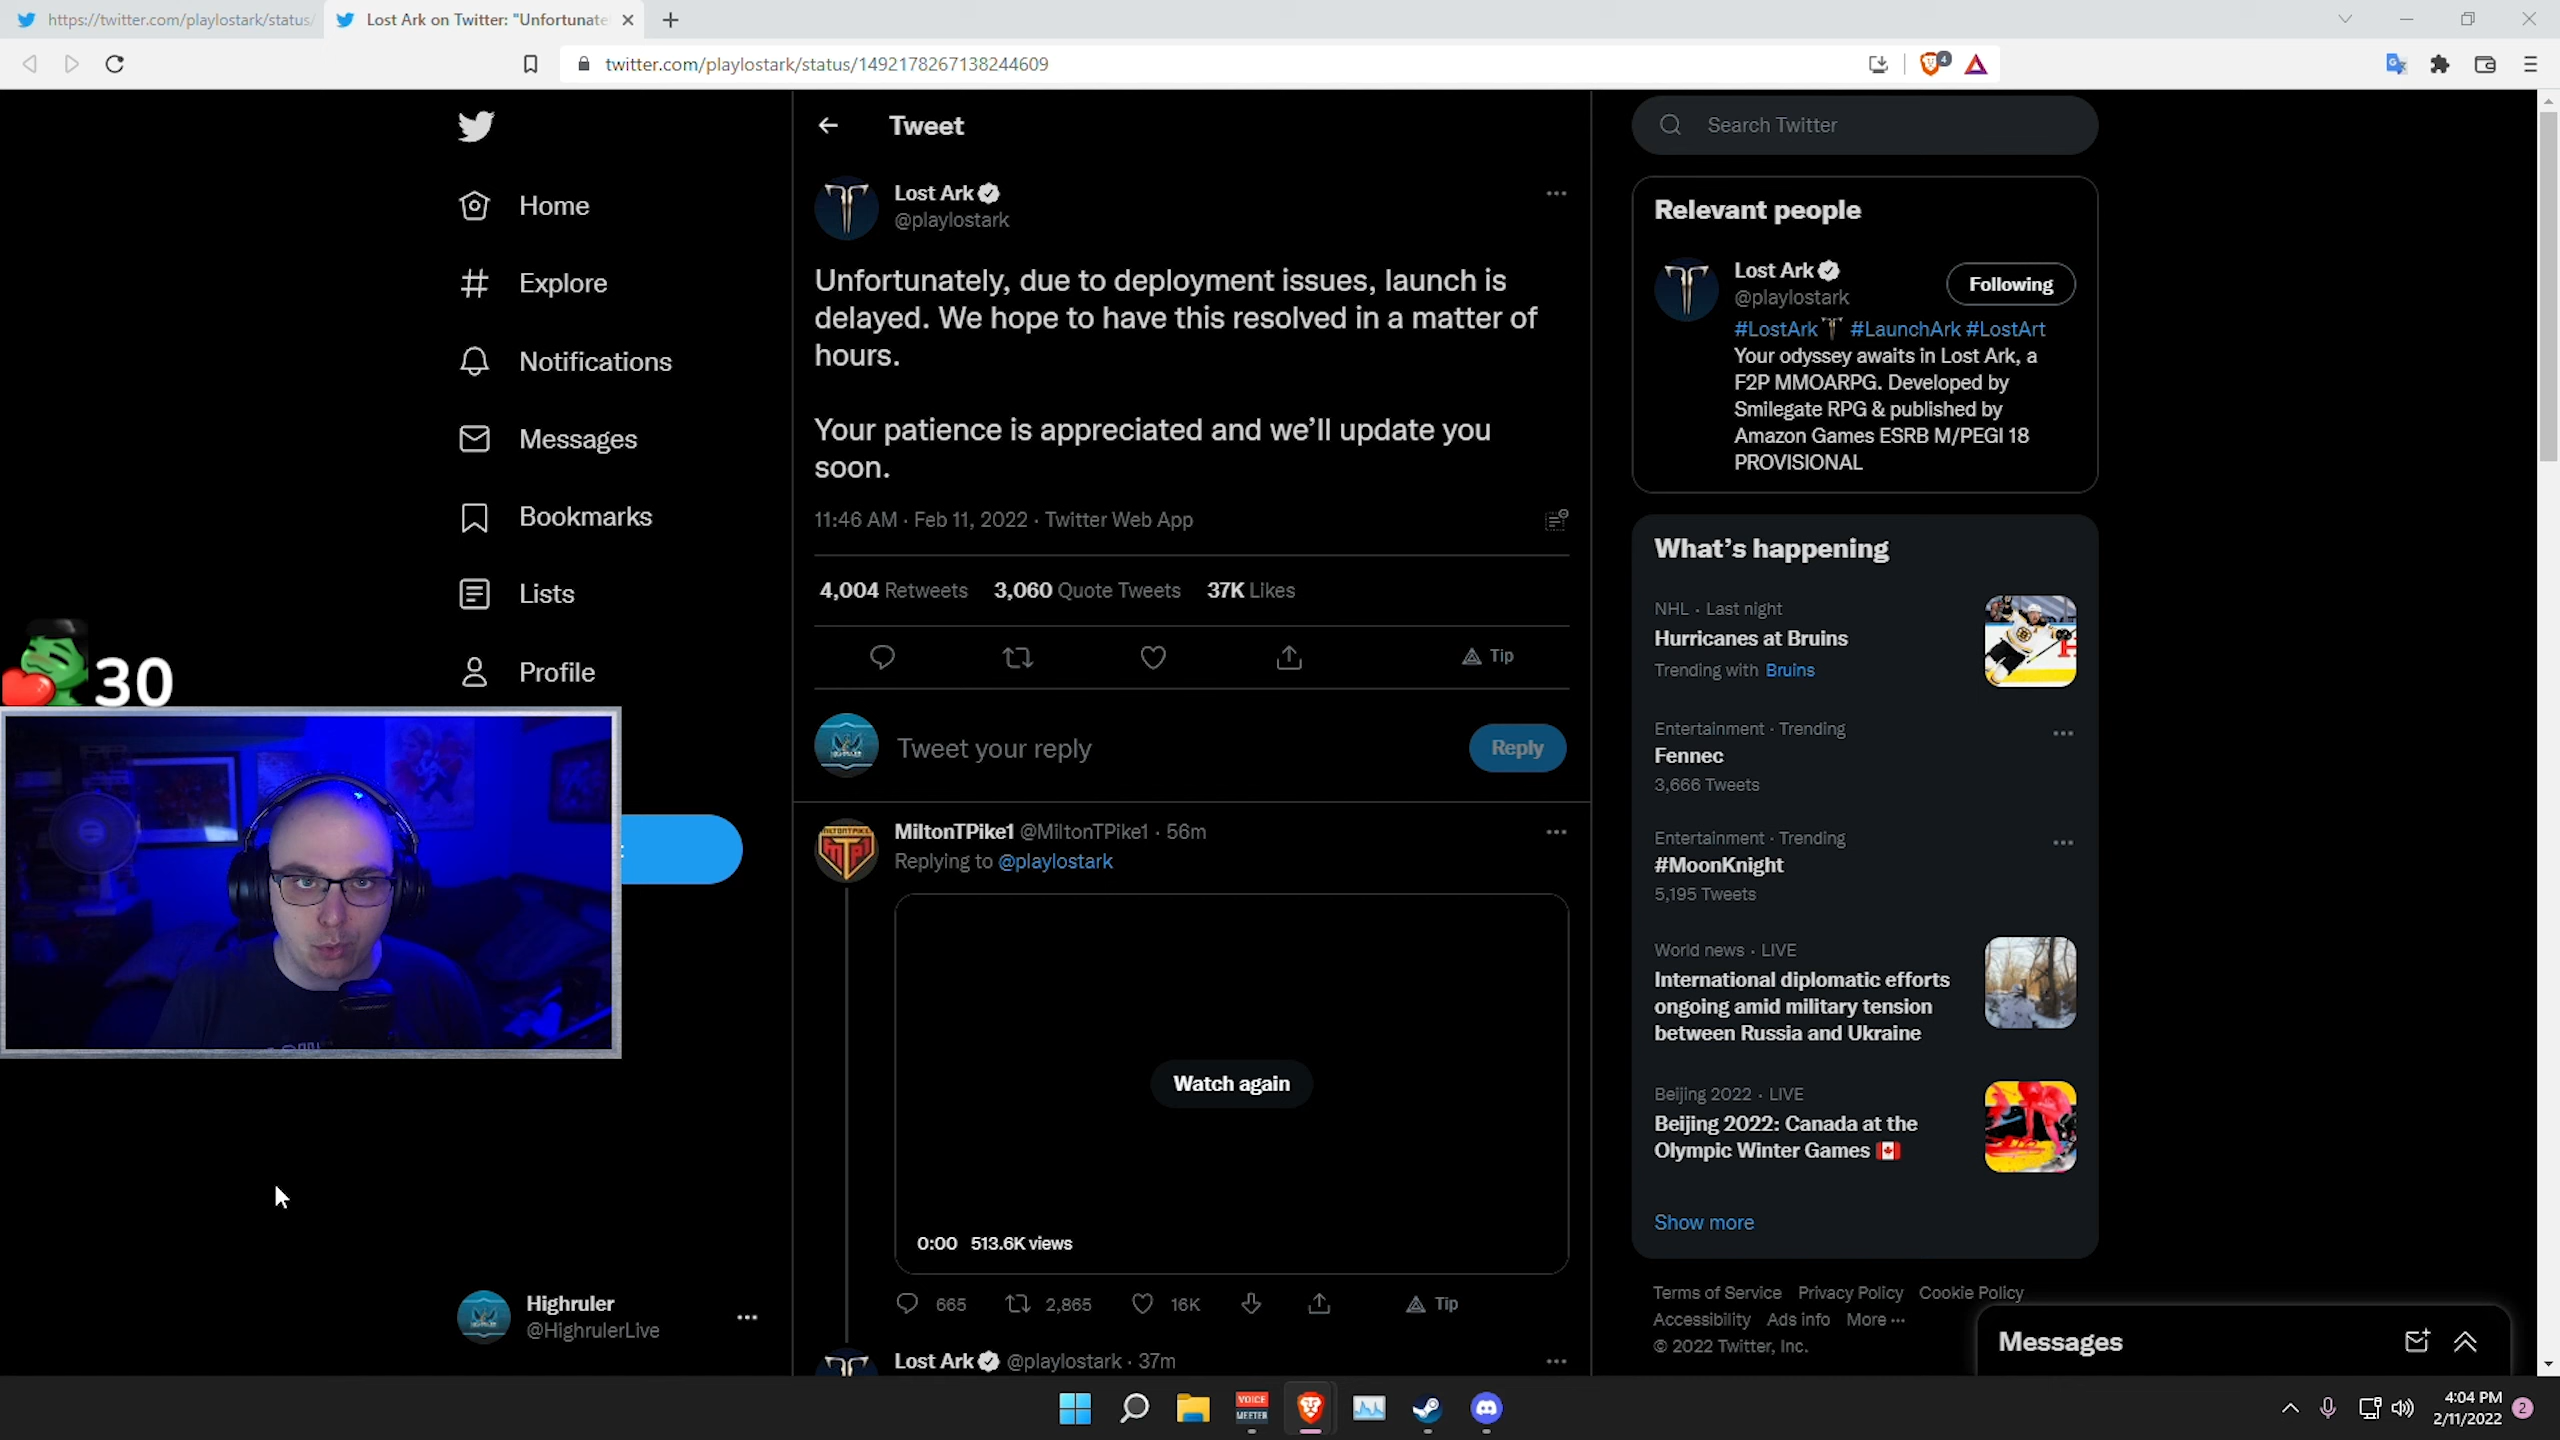 https://twitter.com/playlostark/status/
Lost Ark on Twitter: "Unfortunate
twitter.com/playlostark/status/1492178267138244609
4
Tweet
Search Twitter
Home
Explore
Notifications
Messages
Bookmarks
Lists
Profile
30
Highruler
@HighrulerLive
Lost Ark
@playlostark
Unfortunately, due to deployment issues, launch is
delayed. We hope to have this resolved in a matter of
hours.
Your patience is appreciated and we’ll update you
soon.
11:46 AM · Feb 11, 2022 · Twitter Web App
4,004 Retweets 3,060 Quote Tweets 37K Likes
Tip
Tweet your reply
Reply
MiltonTPike1 @MiltonTPike1 · 56m
Replying to @playlostark
Watch again
0:00 513.6K views
665 2,865 16K Tip
Lost Ark @playlostark · 37m
Relevant people
Lost Ark
@playlostark
Following
#LostArk #LaunchArk #LostArt
Your odyssey awaits in Lost Ark, a
F2P MMOARPG. Developed by
Smilegate RPG & published by
Amazon Games ESRB M/PEGI 18
PROVISIONAL
What’s happening
NHL · Last night
Hurricanes at Bruins
Trending with Bruins
Entertainment · Trending
Fennec
3,666 Tweets
Entertainment · Trending
#MoonKnight
5,195 Tweets
World news · LIVE
International diplomatic efforts
ongoing amid military tension
between Russia and Ukraine
Beijing 2022 · LIVE
Beijing 2022: Canada at the
Olympic Winter Games
Show more
Terms of Service Privacy Policy Cookie Policy
Accessibility Ads info More
© 2022 Twitter, Inc.
Messages
VOICE
MEETER
4:04 PM
2/11/2022
2